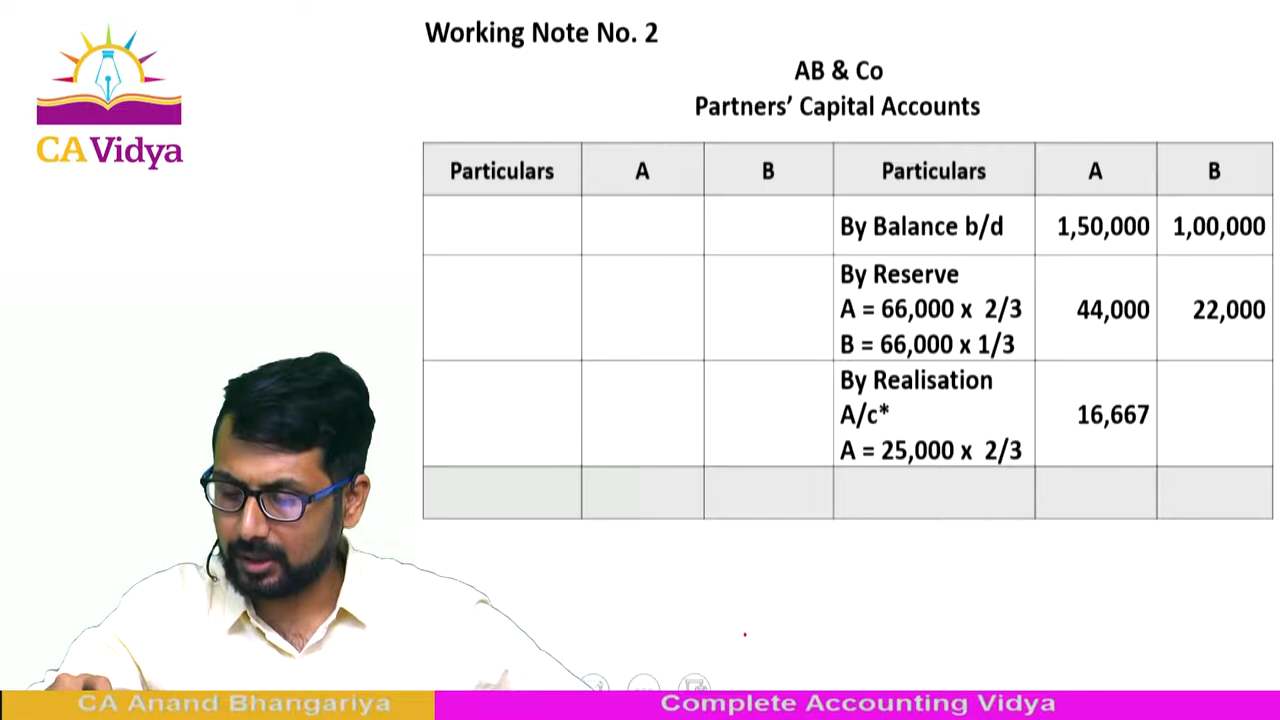 Working Note No. 2
AB & Co
Partners’ Capital Accounts
CA Vidya
Particulars A B Particulars A B
By Balance b/d 1,50,000 1,00,000
By Reserve
A = 66,000 x 2/3 44,000 22,000
B = 66,000 x 1/3
By Realisation
A/c* 16,667
A = 25,000 x 2/3
CA Anand Bhangariya Complete Accounting Vidya